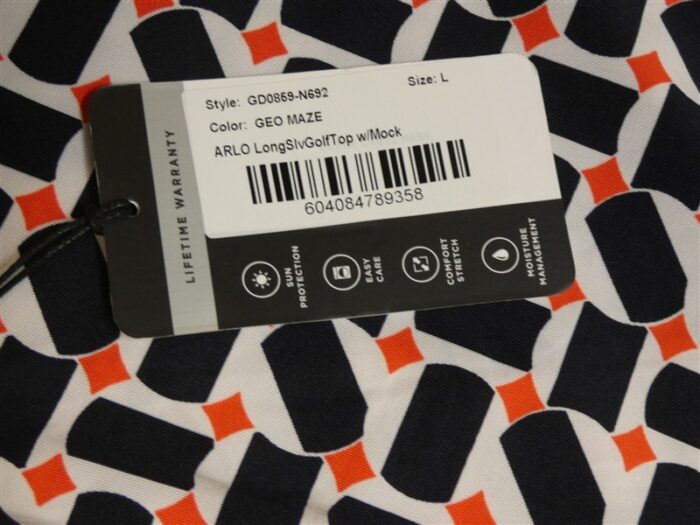 Style: GD0859-N692
Size: L
Color: GEO MAZE
ARLO LongSlvGolfTop w/Mock
604084789358
LIFETIME WARRANTY
SUN
PROTECTION
EASY
CARE
COMFORT
STRETCH
MOISTURE
MANAGEMENT